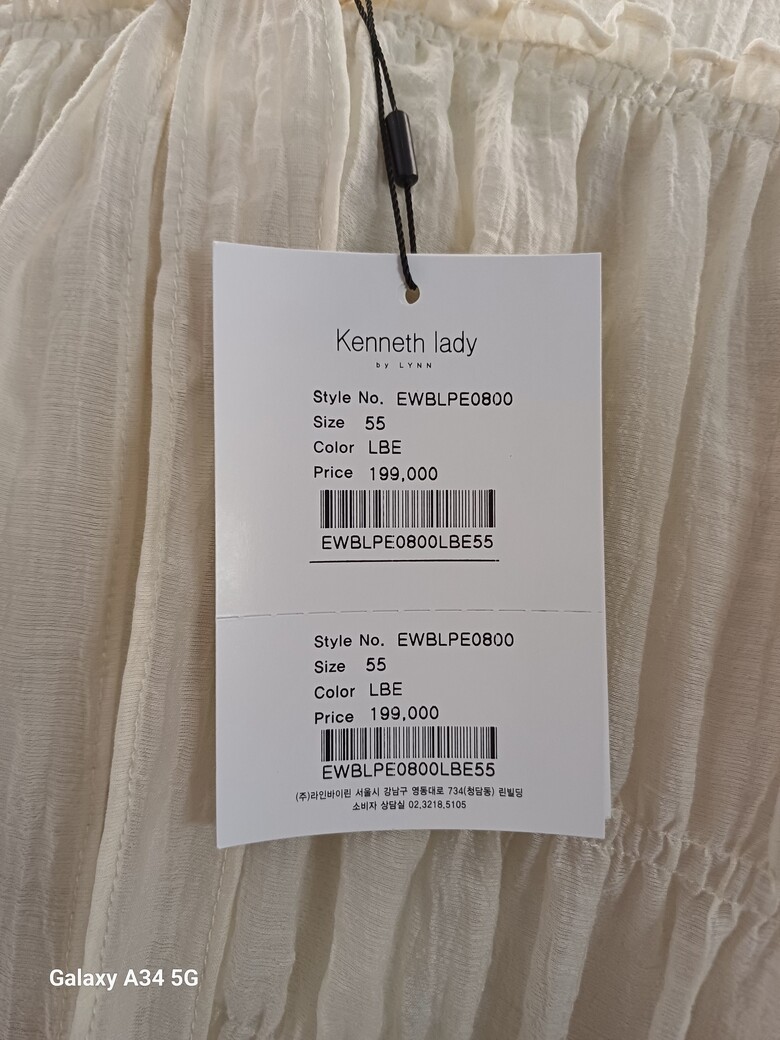 Kenneth lady
by LYNN
Style No. EWBLPE0800
Size 55
Color LBE
Price 199,000
EWBLPE0800LBE55
Style No. EWBLPE0800
Size 55
Color LBE
Price 199,000
EWBLPE0800LBE55
(주)라인바이린 서울시 강남구 영동대로 734(청담동) 린빌딩
소비자 상담실 02.3218.5105
Galaxy A34 5G